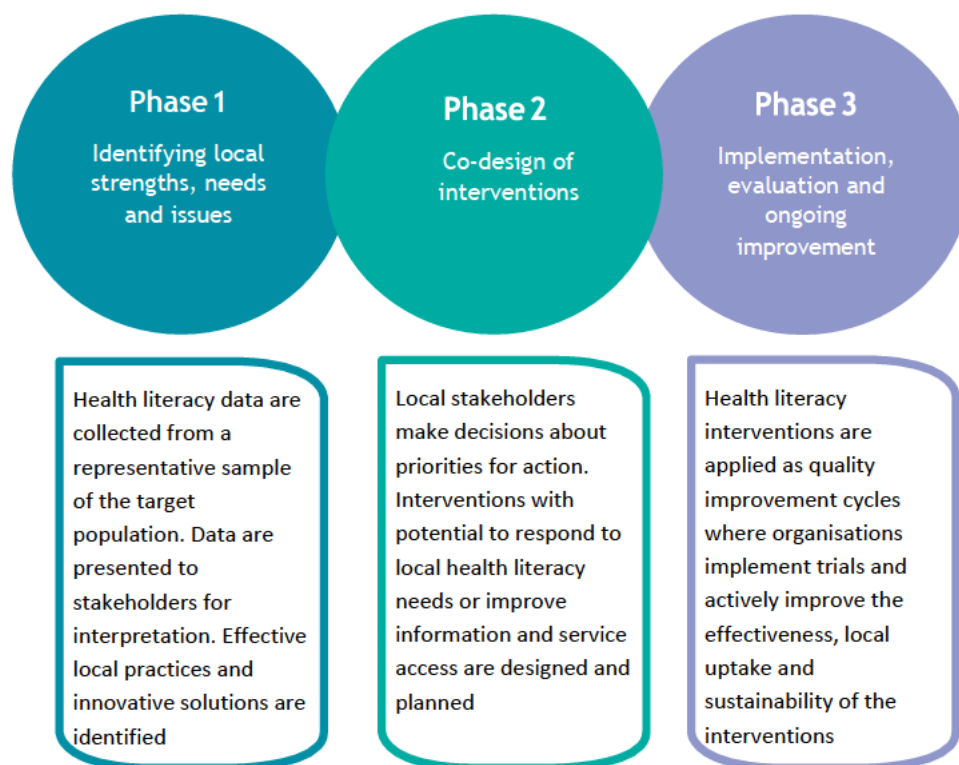 Phase 1
Identifying local
strengths, needs
and issues
Phase 2
Co-design of
interventions
Phase 3
Implementation,
evaluation and
ongoing
improvement
Health literacy data are
collected from a
representative sample
of the target
population. Data are
presented to
stakeholders for
interpretation. Effective
local practices and
innovative solutions are
identified
Local stakeholders
make decisions about
priorities for action.
Interventions with
potential to respond to
local health literacy
needs or improve
information and service
access are designed and
planned
Health literacy
interventions are
applied as quality
improvement cycles
where organisations
implement trials and
actively improve the
effectiveness, local
uptake and
sustainability of the
interventions